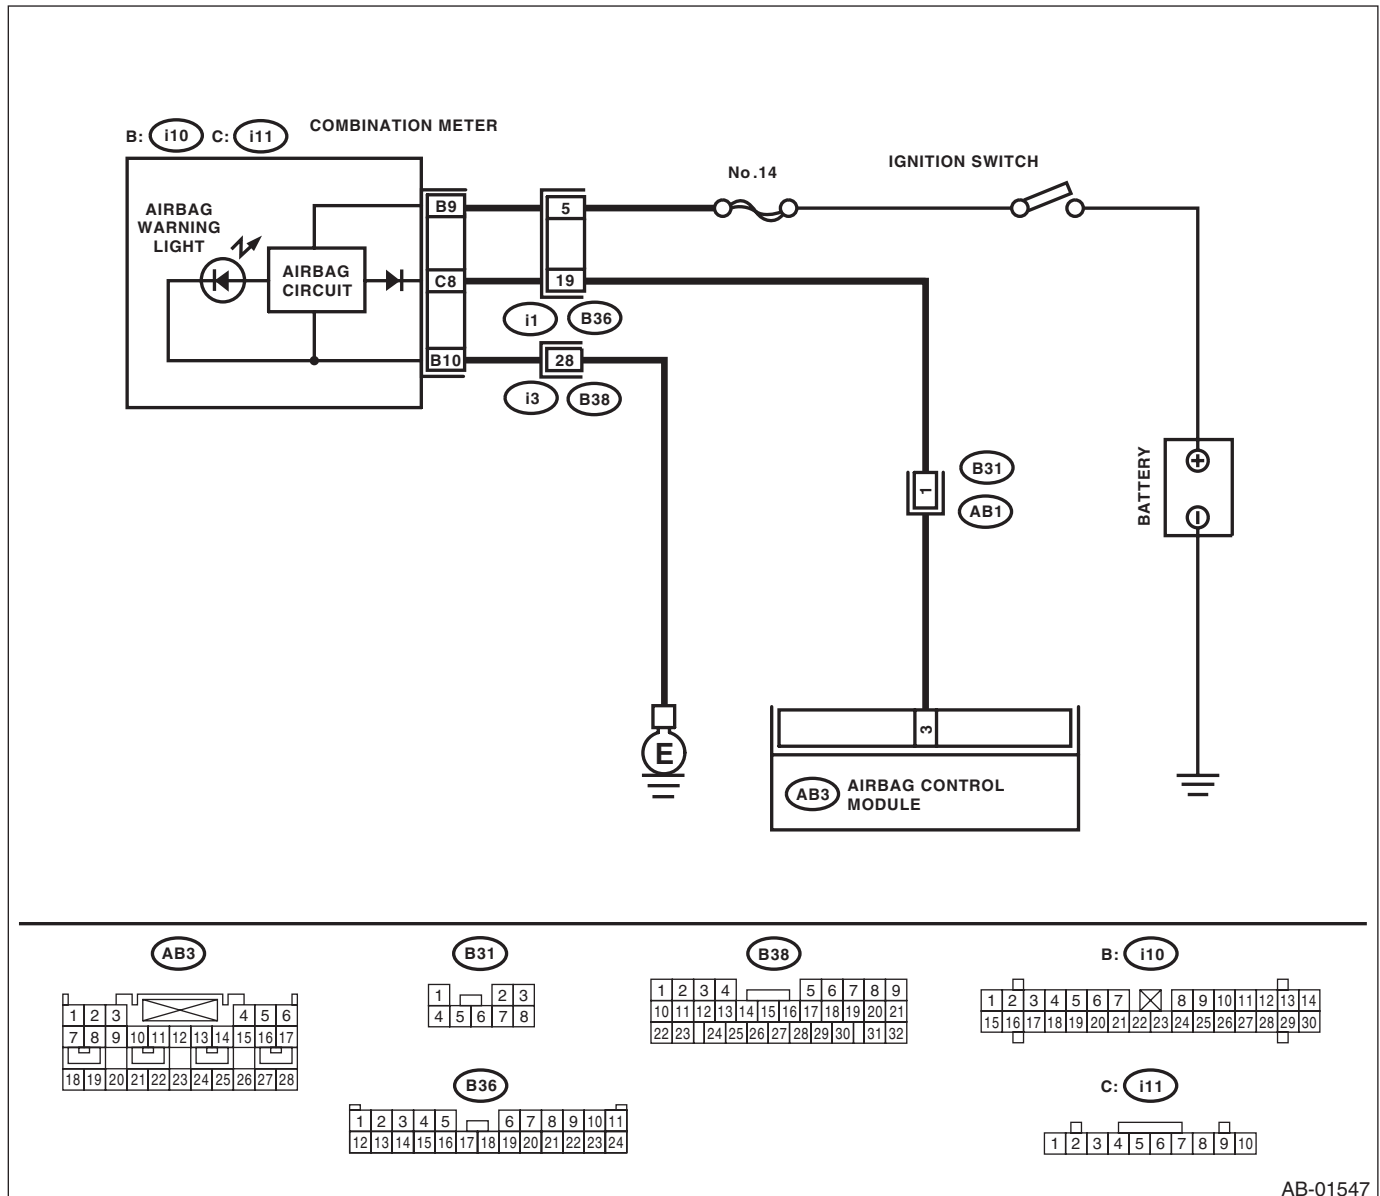 B: i10 C: i11 COMBINATION METER
No.14
IGNITION SWITCH
AIRBAG
WARNING
LIGHT
AIRBAG
CIRCUIT
B9
5
C8
19
i1 B36
B10
28
i3 B38
B31
1
AB1
BATTERY
+
−
3
E
AB3
AIRBAG CONTROL
MODULE
AB3
1 2 3 4 5 6
7 8 9 10 11 12 13 14 15 16 17
18 19 20 21 22 23 24 25 26 27 28
B31
1 2 3
4 5 6 7 8
B36
1 2 3 4 5 6 7 8 9 10 11
12 13 14 15 16 17 18 19 20 21 22 23 24
B38
1 2 3 4 5 6 7 8 9
10 11 12 13 14 15 16 17 18 19 20 21
22 23 24 25 26 27 28 29 30 31 32
B: i10
1 2 3 4 5 6 7 8 9 10 11 12 13 14
15 16 17 18 19 20 21 22 23 24 25 26 27 28 29 30
C: i11
1 2 3 4 5 6 7 8 9 10
AB-01547